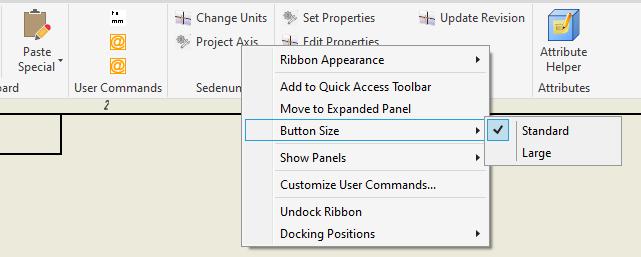 Paste
Special
User Commands
Change Units
Project Axis
Set Properties
Edit Properties
Update Revision
Attribute
Helper
Attributes
2
Ribbon Appearance
Add to Quick Access Toolbar
Move to Expanded Panel
Button Size
Show Panels
Customize User Commands...
Undock Ribbon
Docking Positions
Standard
Large